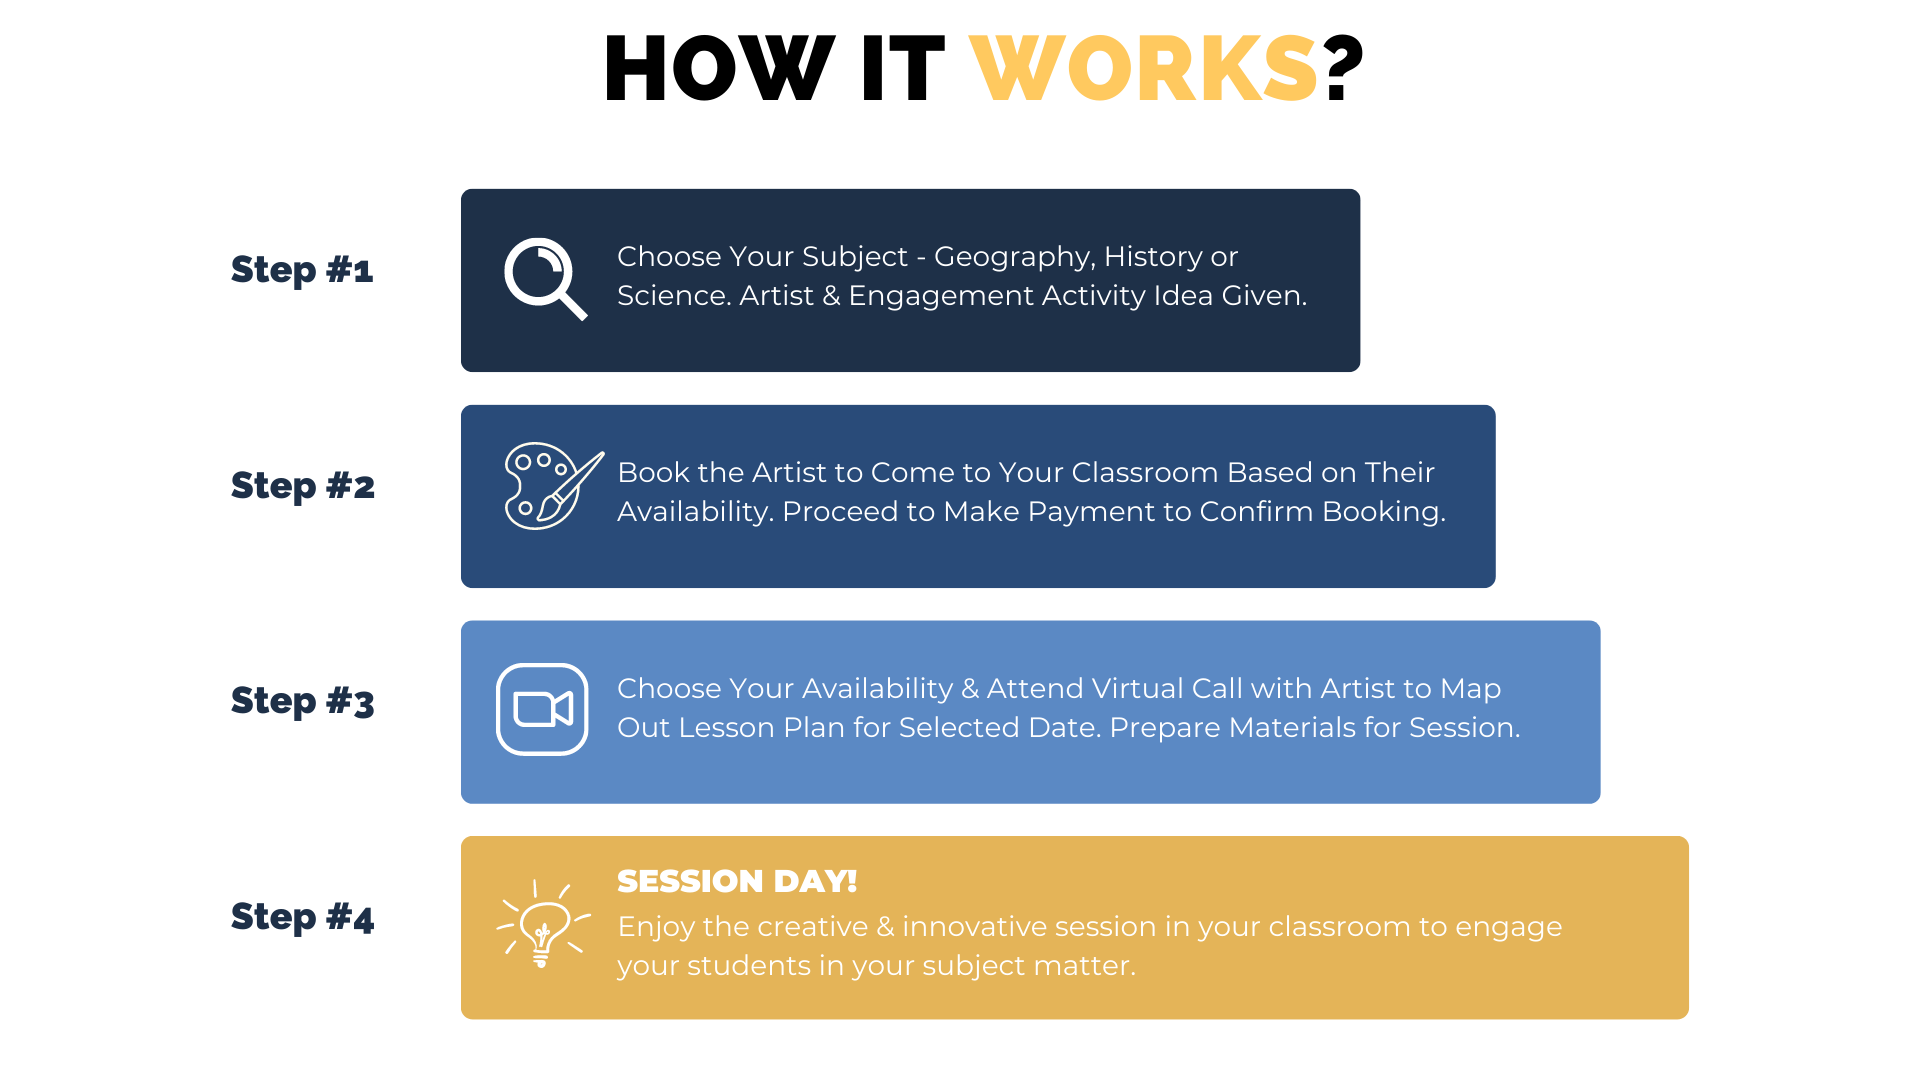 HOW IT WORKS?
Step #1
Choose Your Subject - Geography, History or
Science. Artist & Engagement Activity Idea Given.
Step #2
Book the Artist to Come to Your Classroom Based on Their
Availability. Proceed to Make Payment to Confirm Booking.
Step #3
Choose Your Availability & Attend Virtual Call with Artist to Map
Out Lesson Plan for Selected Date. Prepare Materials for Session.
Step #4
SESSION DAY!
Enjoy the creative & innovative session in your classroom to engage
your students in your subject matter.